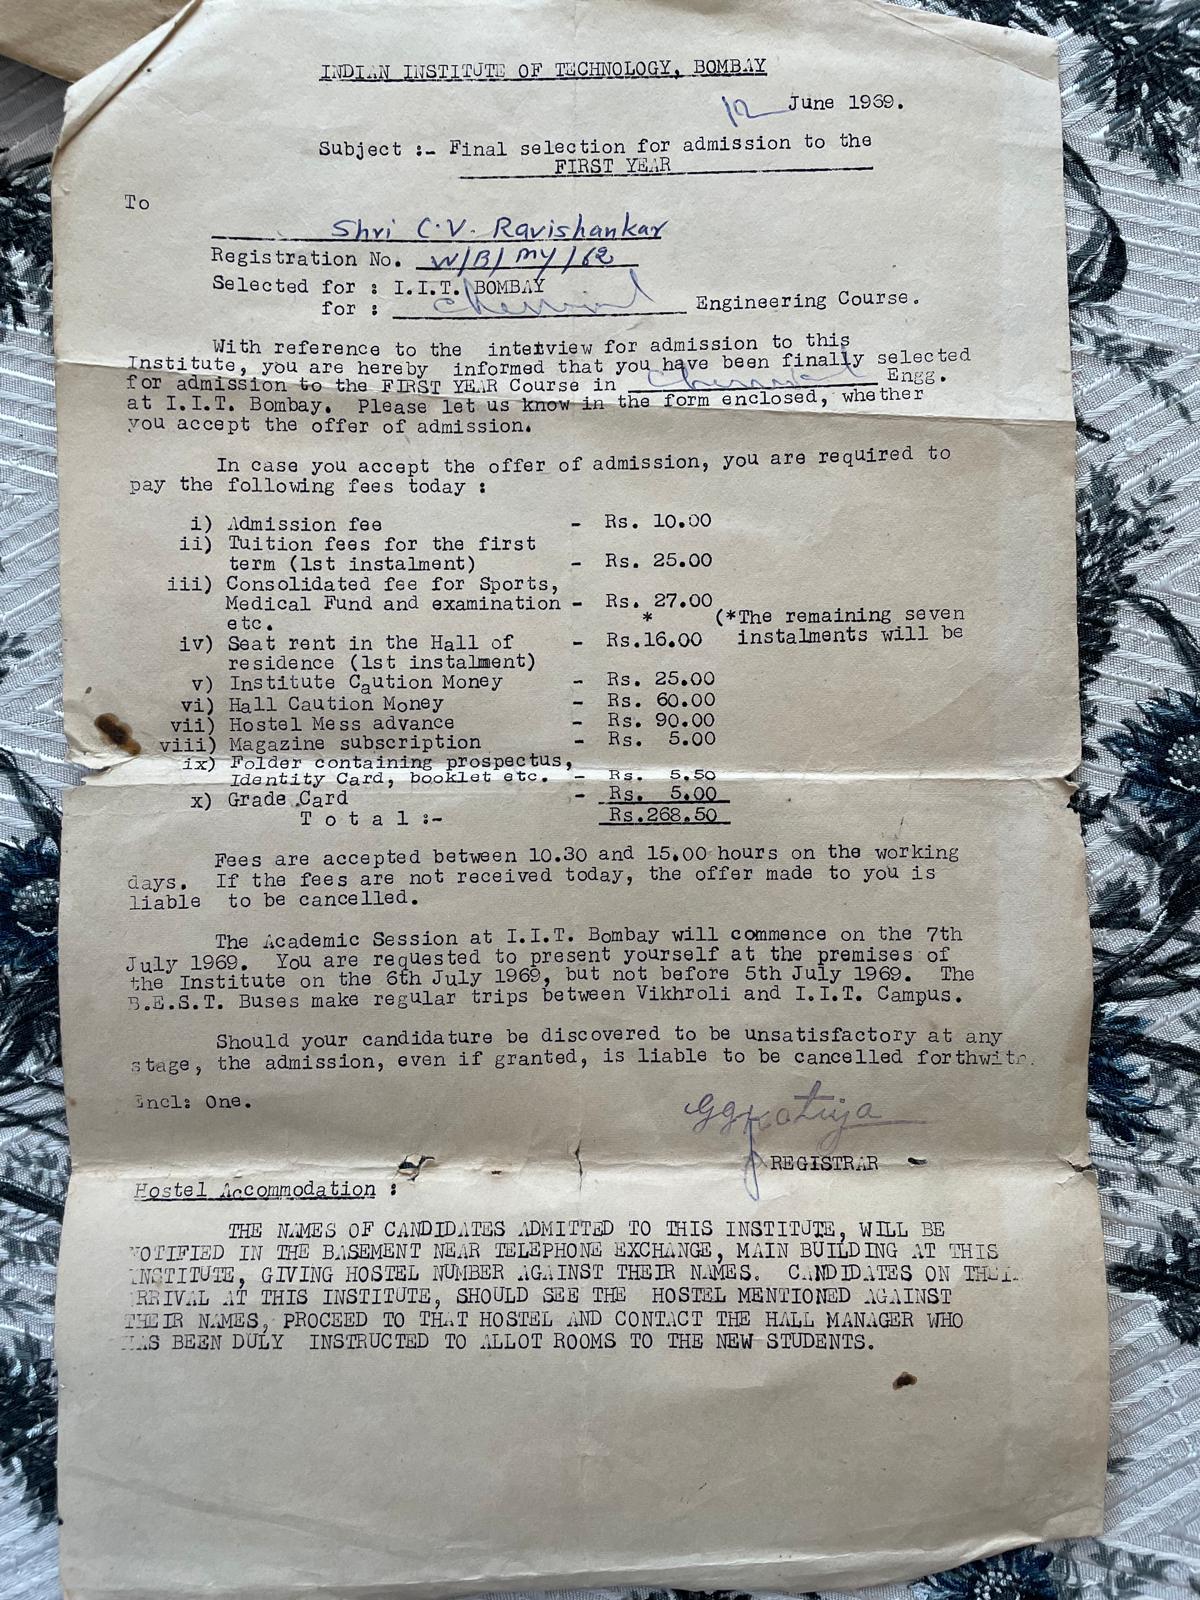 INDIAN INSTITUTE OF TECHNOLOGY, BOMBAY
12 June 1969.
Subject :- Final selection for admission to the
FIRST YEAR
To
Shri C.V. Ravishankar
Registration No. W/B/MY/62
Selected for : I.I.T. BOMBAY
for : Chemical Engineering Course.
With reference to the interview for admission to this
Institute, you are hereby informed that you have been finally selected
for admission to the FIRST YEAR Course in Chemical Engg.
at I.I.T. Bombay. Please let us know in the form enclosed, whether
you accept the offer of admission.
In case you accept the offer of admission, you are required to
pay the following fees today :
i) Admission fee - Rs. 10.00
ii) Tuition fees for the first
term (1st instalment) - Rs. 25.00
iii) Consolidated fee for Sports,
Medical Fund and examination - Rs. 27.00
etc. * (*The remaining seven
iv) Seat rent in the Hall of - Rs.16.00 instalments will be
residence (1st instalment)
v) Institute Caution Money - Rs. 25.00
vi) Hall Caution Money - Rs. 60.00
vii) Hostel Mess advance - Rs. 90.00
viii) Magazine subscription - Rs. 5.00
ix) Folder containing prospectus,
Identity Card, booklet etc. - Rs. 5.50
x) Grade Card - Rs. 5.00
T o t a l :- Rs.268.50
Fees are accepted between 10.30 and 15.00 hours on the working
days. If the fees are not received today, the offer made to you is
liable to be cancelled.
The Academic Session at I.I.T. Bombay will commence on the 7th
July 1969. You are requested to present yourself at the premises of
the Institute on the 6th July 1969, but not before 5th July 1969. The
B.E.S.T. Buses make regular trips between Vikhroli and I.I.T. Campus.
Should your candidature be discovered to be unsatisfactory at any
stage, the admission, even if granted, is liable to be cancelled forthwith.
Encl: One.
REGISTRAR
Hostel Accommodation :
THE NAMES OF CANDIDATES ADMITTED TO THIS INSTITUTE, WILL BE
NOTIFIED IN THE BASEMENT NEAR TELEPHONE EXCHANGE, MAIN BUILDING AT THIS
INSTITUTE, GIVING HOSTEL NUMBER AGAINST THEIR NAMES. CANDIDATES ON THEIR
ARRIVAL AT THIS INSTITUTE, SHOULD SEE THE HOSTEL MENTIONED AGAINST
THEIR NAMES, PROCEED TO THAT HOSTEL AND CONTACT THE HALL MANAGER WHO
HAS BEEN DULY INSTRUCTED TO ALLOT ROOMS TO THE NEW STUDENTS.